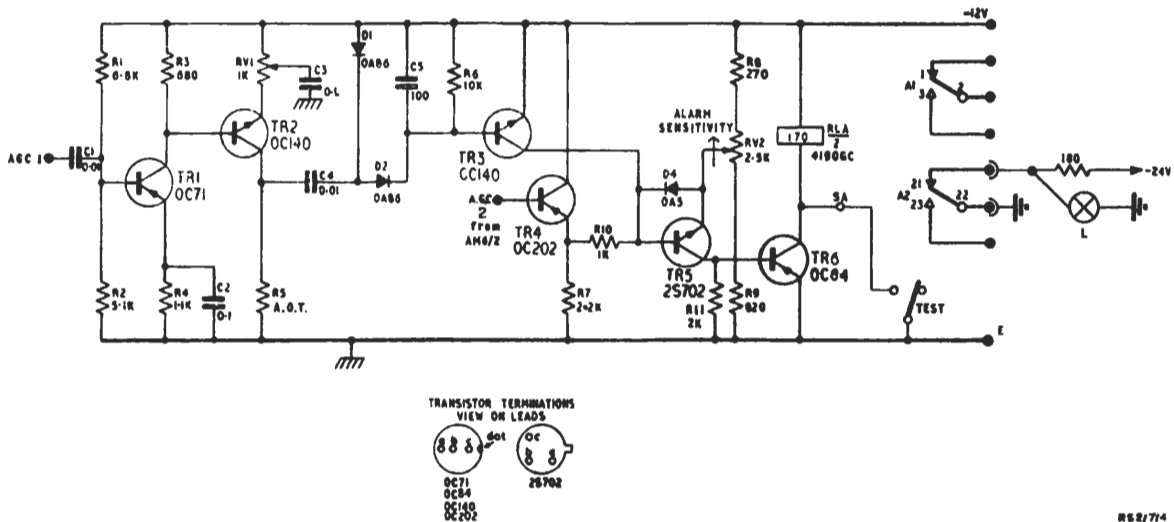 -12V
R1
6.8K
R3
680
RV1
1K
C3
0.1
D1
OA86
C5
100
R6
10K
R8
270
ALARM
SENSITIVITY
RV2
2.5K
170
RLA
2
41906C
A1
1
2
3
AGC 1
C1
0.01
TR1
OC71
TR2
OC140
C4
0.01
D2
OA86
TR3
OC140
A.GC
2
from
AM6/2
TR4
OC202
R10
1K
D4
OA5
TR5
2S702
TR6
OC84
SA
A2
21
22
23
180
-24V
L
R2
5.1K
R4
1.1K
C2
0.1
R5
A.O.T.
R7
2.2K
R11
2K
R9
820
TEST
E
TRANSISTOR TERMINATIONS
VIEW ON LEADS
e b c
dot
c
b e
OC71
OC84
OC140
OC202
2S702
RS2/7/4